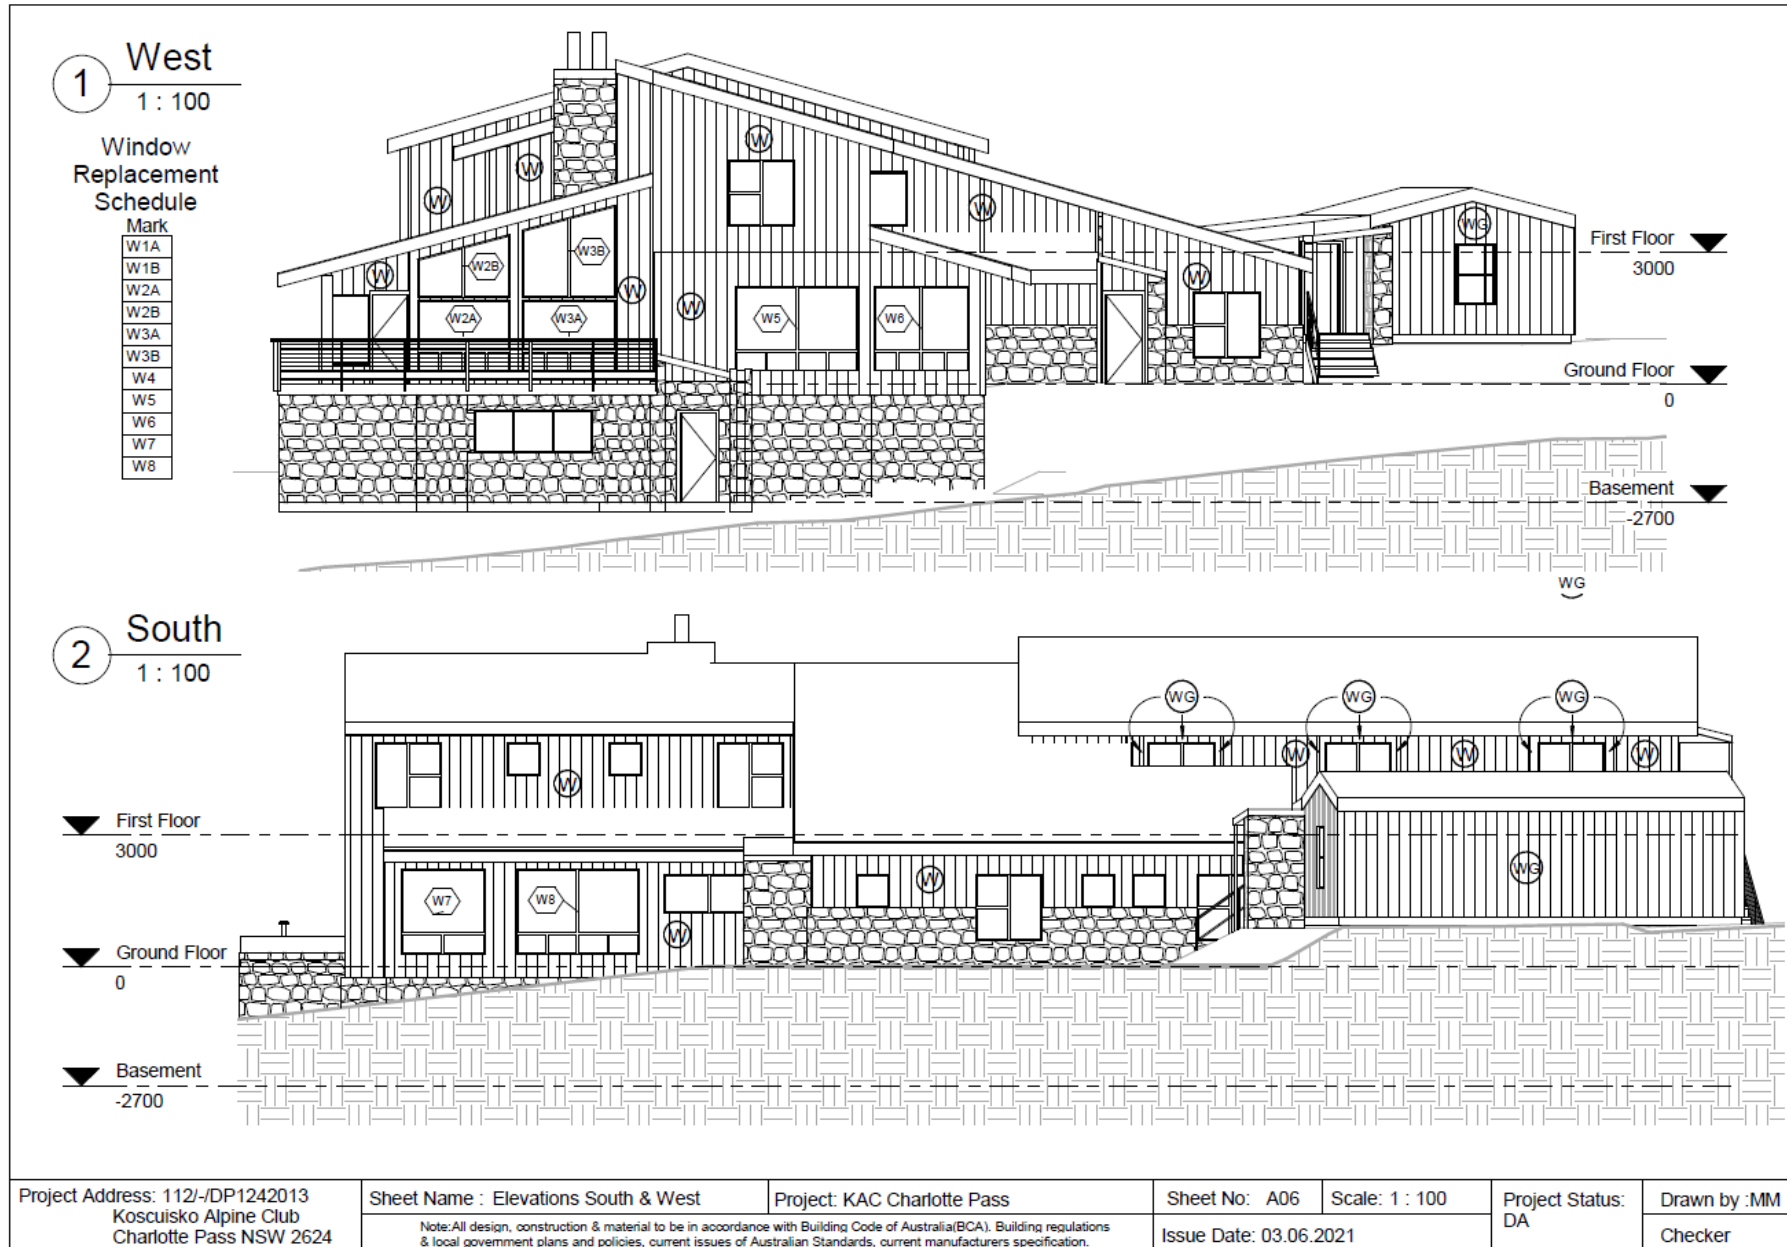 1
West
1 : 100
Window
Replacement
Schedule
Mark
W1A
W1B
W2A
W2B
W3A
W3B
W4
W5
W6
W7
W8
W
W
W
W
W
W
W
W
WG
W2B
W3B
W2A
W3A
W5
W6
First Floor
3000
Ground Floor
0
Basement
-2700
WG
2
South
1 : 100
WG
WG
WG
W
W
W
W
First Floor
3000
W7
W8
W
W
WG
Ground Floor
0
Basement
-2700
Project Address: 112/-/DP1242013
Koscuisko Alpine Club
Charlotte Pass NSW 2624
Sheet Name : Elevations South & West
Project: KAC Charlotte Pass
Note:All design, construction & material to be in accordance with Building Code of Australia(BCA). Building regulations
& local government plans and policies, current issues of Australian Standards, current manufacturers specification.
Sheet No: A06
Scale: 1 : 100
Issue Date: 03.06.2021
Project Status:
DA
Drawn by :MM
Checker